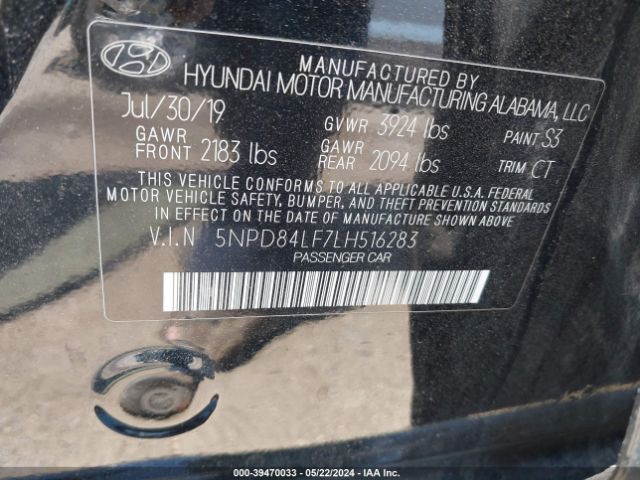 MANUFACTURED BY
HYUNDAI MOTOR MANUFACTURING ALABAMA, LLC
Jul/30/19 GVWR 3924 lbs PAINT S3
GAWR FRONT 2183 lbs GAWR REAR 2094 lbs TRIM CT
THIS VEHICLE CONFORMS TO ALL APPLICABLE U.S.A. FEDERAL
MOTOR VEHICLE SAFETY, BUMPER, AND THEFT PREVENTION STANDARDS
IN EFFECT ON THE DATE OF MANUFACTURE SHOWN ABOVE
V.I.N 5NPD84LF7LH516283
PASSENGER CAR
000-39470033 - 05/22/2024 - IAA Inc.